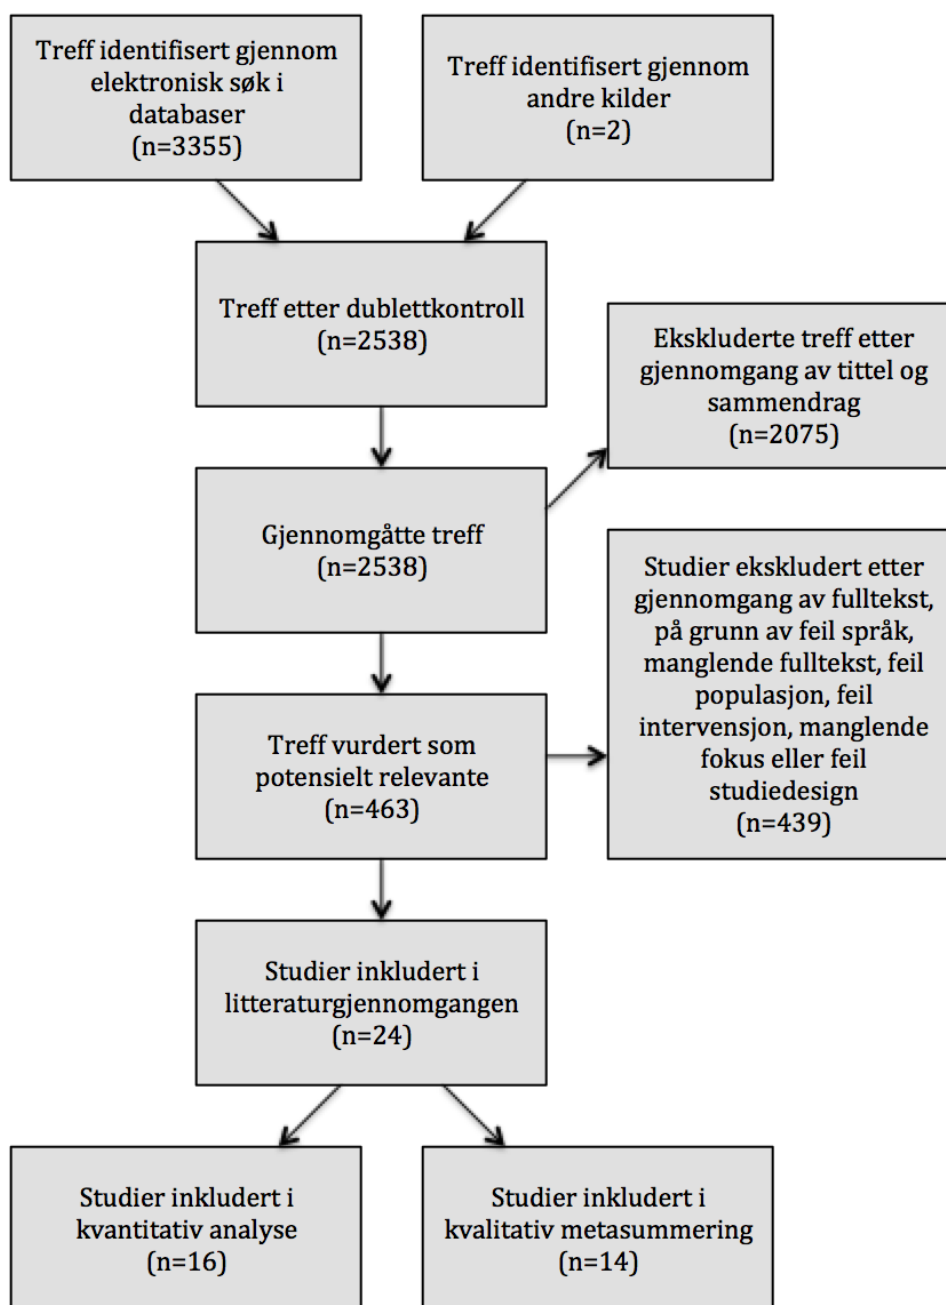 Treff identifisert gjennom
elektronisk søk i
databaser
(n=3355)
Treff identifisert gjennom
andre kilder
(n=2)
Treff etter dublettkontroll
(n=2538)
Ekskluderte treff etter
gjennomgang av tittel og
sammendrag
(n=2075)
Gjennomgåtte treff
(n=2538)
Studier ekskludert etter
gjennomgang av fulltekst,
på grunn av feil språk,
manglende fulltekst, feil
populasjon, feil
intervensjon, manglende
fokus eller feil
studiedesign
(n=439)
Treff vurdert som
potensielt relevante
(n=463)
Studier inkludert i
litteraturgjennomgangen
(n=24)
Studier inkludert i
kvantitativ analyse
(n=16)
Studier inkludert i
kvalitativ metasummering
(n=14)